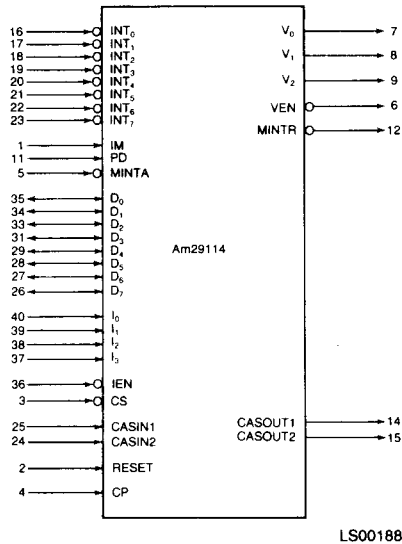 16 INT₀ V₀ 7
17 INT₁
18 INT₂ V₁ 8
19 INT₃
20 INT₄ V₂ 9
21 INT₅
22 INT₆ VEN 6
23 INT₇
MINTR 12
1 IM
11 PD
5 MINTA
35 D₀
34 D₁
33 D₂
31 D₃
29 D₄ Am29114
28 D₅
27 D₆
26 D₇
40 I₀
39 I₁
38 I₂
37 I₃
36 IEN
3 CS
25 CASIN1 CASOUT1 14
24 CASIN2 CASOUT2 15
2 RESET
4 CP
LS00188